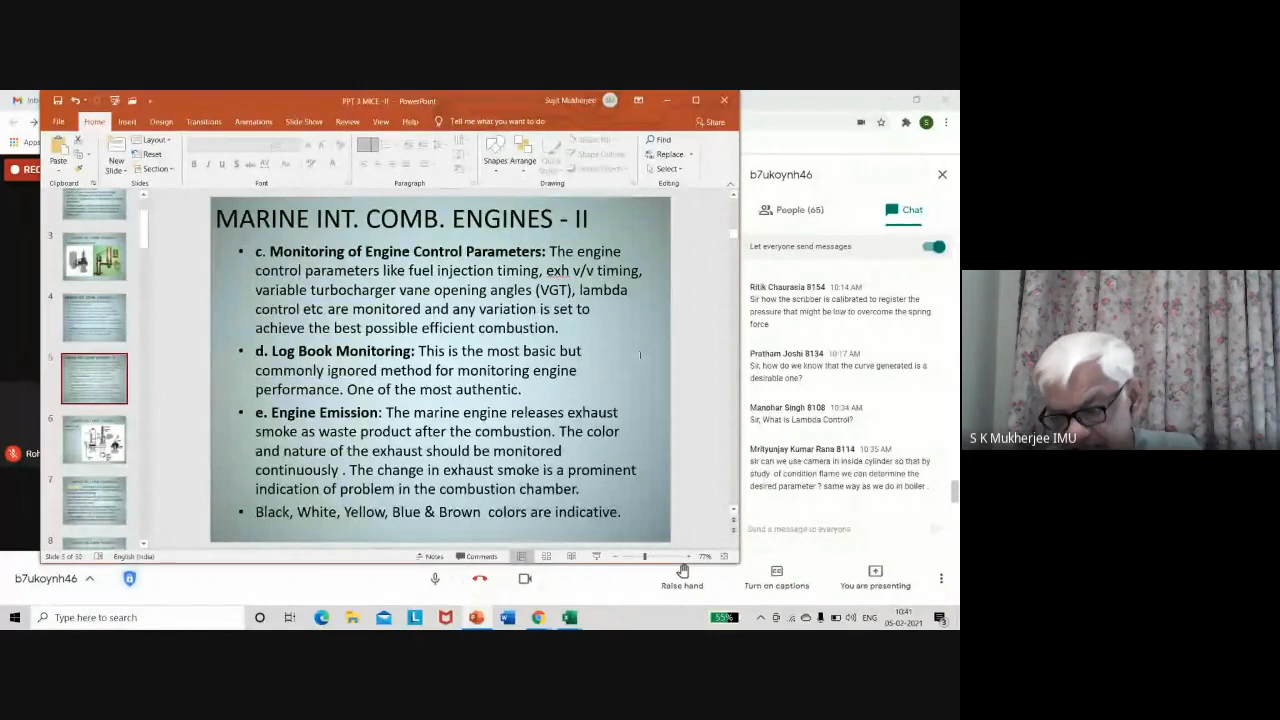 PPT 3 MICE -II - PowerPoint
Sujit Mukherjee
SM
File Home Insert Design Transitions Animations Slide Show Review View Help Tell me what you want to do
Share
Paste
Clipboard
New
Slide
Layout
Reset
Section
Slides
Font
Paragraph
Shapes Arrange
Shape Outline
Drawing
Find
Replace
Select
Editing
3
4
5
6
7
8
MARINE INT. COMB. ENGINES - II
• c. Monitoring of Engine Control Parameters: The engine
control parameters like fuel injection timing, exh v/v timing,
variable turbocharger vane opening angles (VGT), lambda
control etc are monitored and any variation is set to
achieve the best possible efficient combustion.
• d. Log Book Monitoring: This is the most basic but
commonly ignored method for monitoring engine
performance. One of the most authentic.
• e. Engine Emission: The marine engine releases exhaust
smoke as waste product after the combustion. The color
and nature of the exhaust should be monitored
continuously . The change in exhaust smoke is a prominent
indication of problem in the combustion chamber.
• Black, White, Yellow, Blue & Brown colors are indicative.
Slide 5 of 30
English (India)
Notes
Comments
77%
b7ukoynh46
People (65)
Chat
Let everyone send messages
Ritik Chaurasia 8154 10:14 AM
Sir how the scribber is calibrated to register the
pressure that might be low to overcome the spring
force
Pratham Joshi 8134 10:17 AM
Sir, how do we know that the curve generated is a
desirable one?
Manohar Singh 8108 10:34 AM
Sir, What is Lambda Control?
Mrityunjay Kumar Rana 8114 10:35 AM
sir can we use camera in inside cylinder so that by
study of condition flame we can determine the
desired parameter ? same way as we do in boiler .
Send a message to everyone
S K Mukherjee IMU
b7ukoynh46
Raise hand
Turn on captions
You are presenting
Type here to search
55%
ENG
10:41
05-02-2021